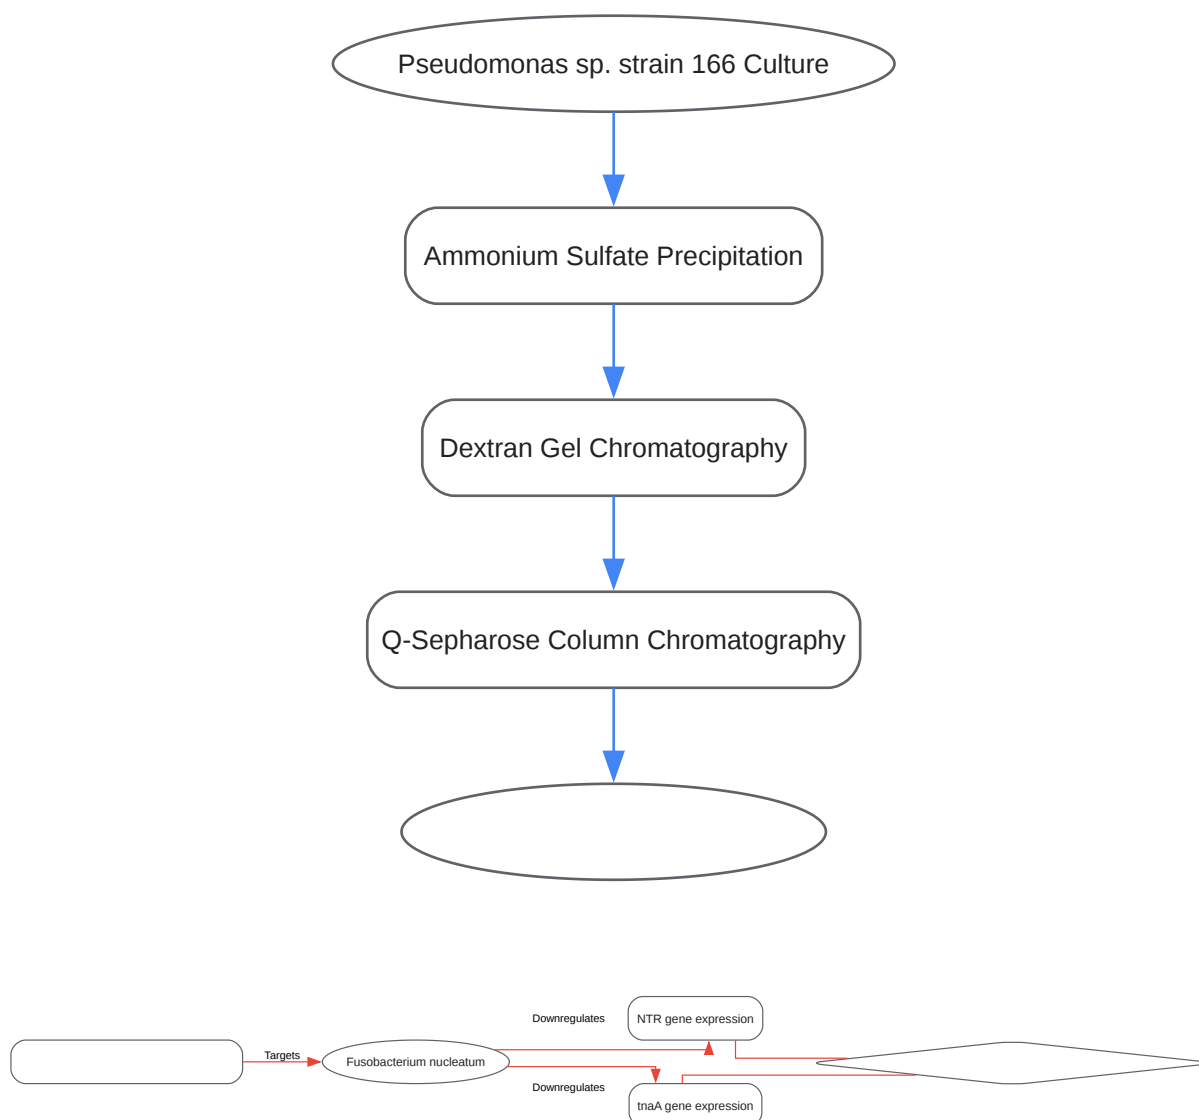 Pseudomonas sp. strain 166 Culture
Ammonium Sulfate Precipitation
Dextran Gel Chromatography
Q-Sepharose Column Chromatography
Downregulates
NTR gene expression
Targets
Fusobacterium nucleatum
Downregulates
tnaA gene expression